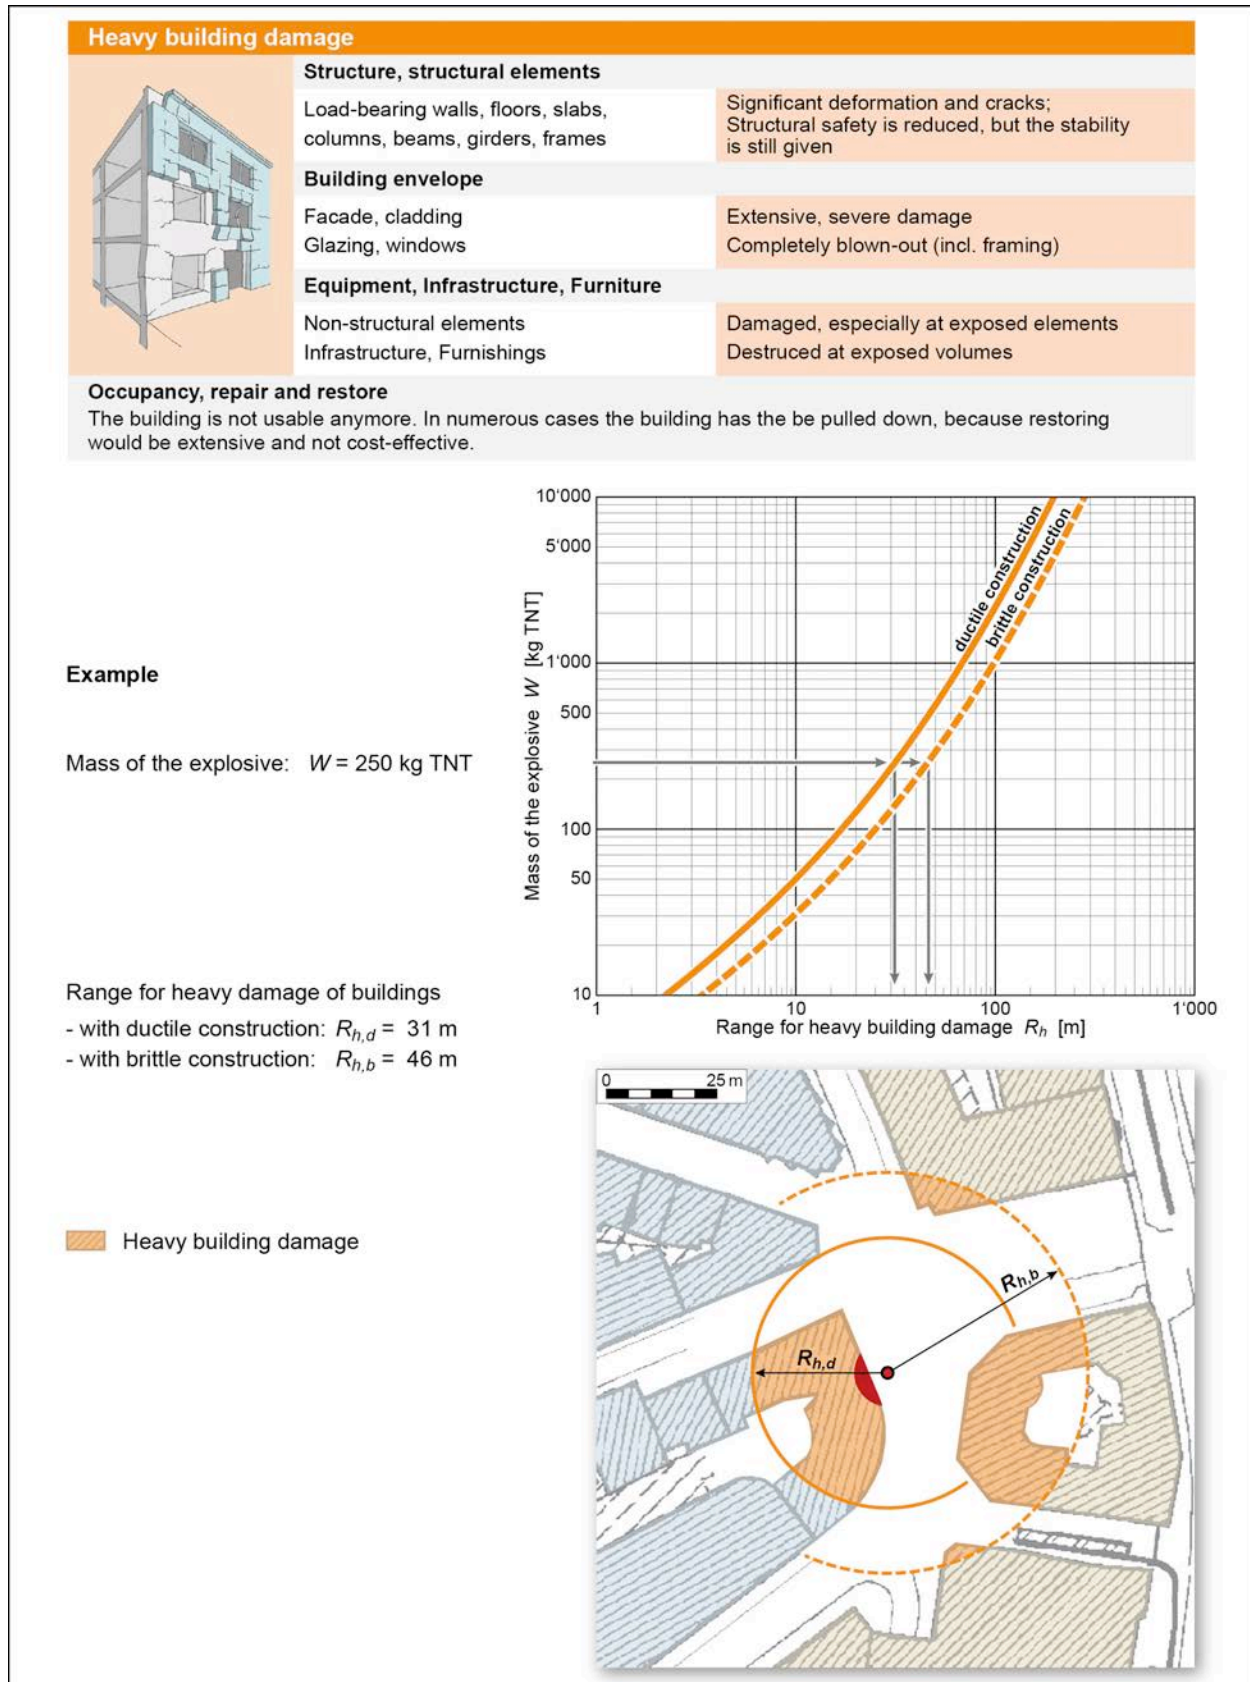 Heavy building damage
Structure, structural elements
Load-bearing walls, floors, slabs,
columns, beams, girders, frames
Significant deformation and cracks;
Structural safety is reduced, but the stability
is still given
Building envelope
Facade, cladding
Extensive, severe damage
Glazing, windows
Completely blown-out (incl. framing)
Equipment, Infrastructure, Furniture
Non-structural elements
Damaged, especially at exposed elements
Infrastructure, Furnishings
Destruced at exposed volumes
Occupancy, repair and restore
The building is not usable anymore. In numerous cases the building has the be pulled down, because restoring
would be extensive and not cost-effective.
Example
Mass of the explosive: W = 250 kg TNT
Range for heavy damage of buildings
- with ductile construction: Rh,d = 31 m
- with brittle construction: Rh,b = 46 m
Heavy building damage
Mass of the explosive W [kg TNT]
10'000
5'000
1'000
500
100
50
10
ductile construction
brittle construction
1 10 100 1'000
Range for heavy building damage Rh [m]
0 25 m
Rh,b
Rh,d